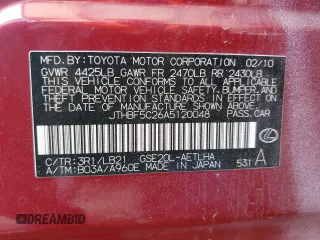 MFD. BY: TOYOTA MOTOR CORPORATION 02/10
GVWR 4425LB GAWR FR 2470LB RR 2430LB
THIS VEHICLE CONFORMS TO ALL APPLICABLE
FEDERAL MOTOR VEHICLE SAFETY, BUMPER, AND
THEFT PREVENTION STANDARDS IN EFFECT ON
THE DATE OF MANUFACTURE SHOWN ABOVE.
JTHBF5C26A5120048 PASS. CAR
C/TR: 3R1/LB21 GSE20L-AETLHA
A/TM: B03A/A960E MADE IN JAPAN 531 A
DREAMBID